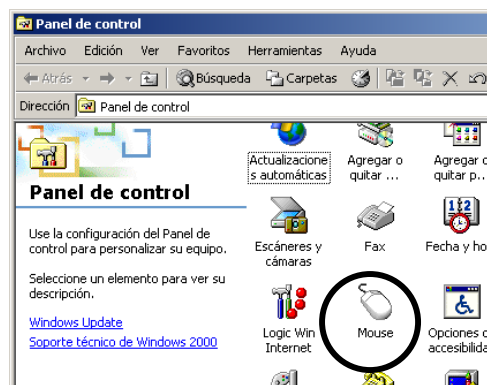 Panel de control
Archivo Edición Ver Favoritos Herramientas Ayuda
Atrás Búsqueda Carpetas
Dirección Panel de control
Panel de control
Use la configuración del Panel de
control para personalizar su equipo.
Seleccione un elemento para ver su
descripción.
Windows Update
Soporte técnico de Windows 2000
Actualizacione
s automáticas
Agregar o
quitar ...
Agregar o
quitar p...
Escáneres y
cámaras
Fax
Fecha y ho
Logic Win
Internet
Mouse
Opciones d
accesibilida